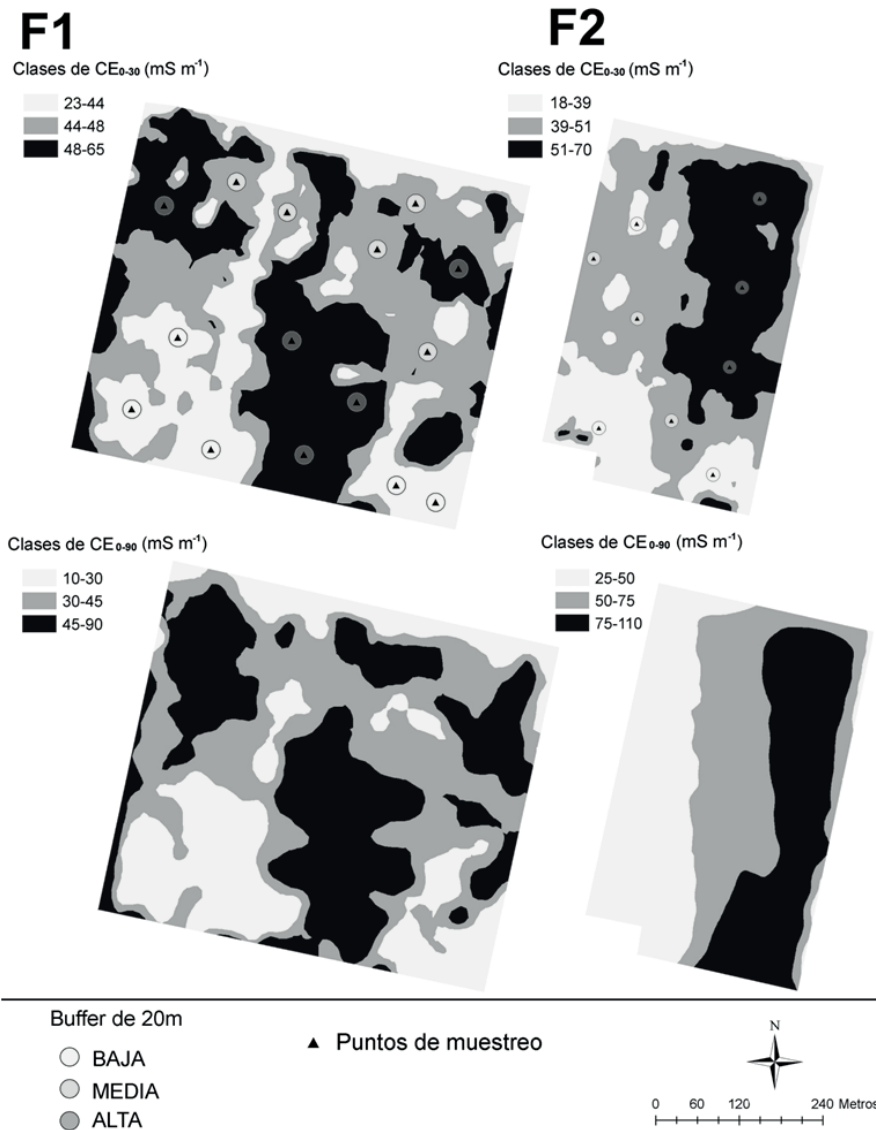 F1
Clases de CE0-30 (mS m-1)
23-44
44-48
48-65
F2
Clases de CE0-30 (mS m-1)
18-39
39-51
51-70
Clases de CE0-90 (mS m-1)
10-30
30-45
45-90
Clases de CE0-90 (mS m-1)
25-50
50-75
75-110
Buffer de 20m
BAJA
MEDIA
ALTA
Puntos de muestreo
N
0 60 120 240 Metros